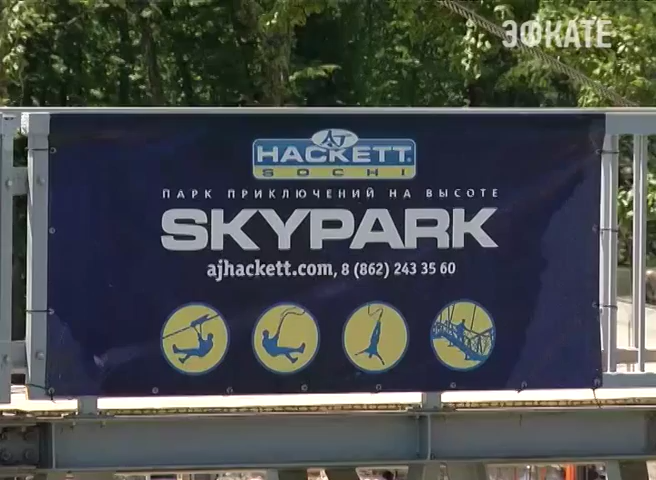 ЭФКАТЕ
AJ
HACKETT®
SOCHI
ПАРК ПРИКЛЮЧЕНИЙ НА ВЫСОТЕ
SKYPARK
ajhackett.com, 8 (862) 243 35 60